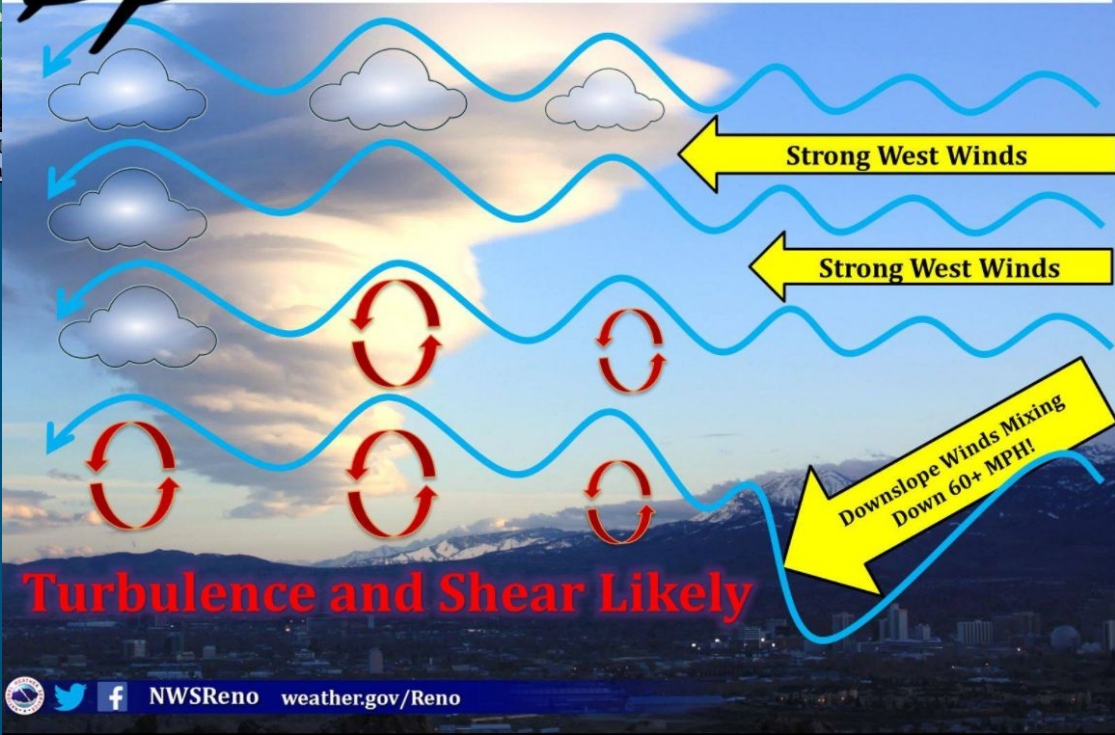 Strong West Winds
Strong West Winds
Downslope Winds Mixing
Down 60+ MPH!
Turbulence and Shear Likely
NWSReno weather.gov/Reno